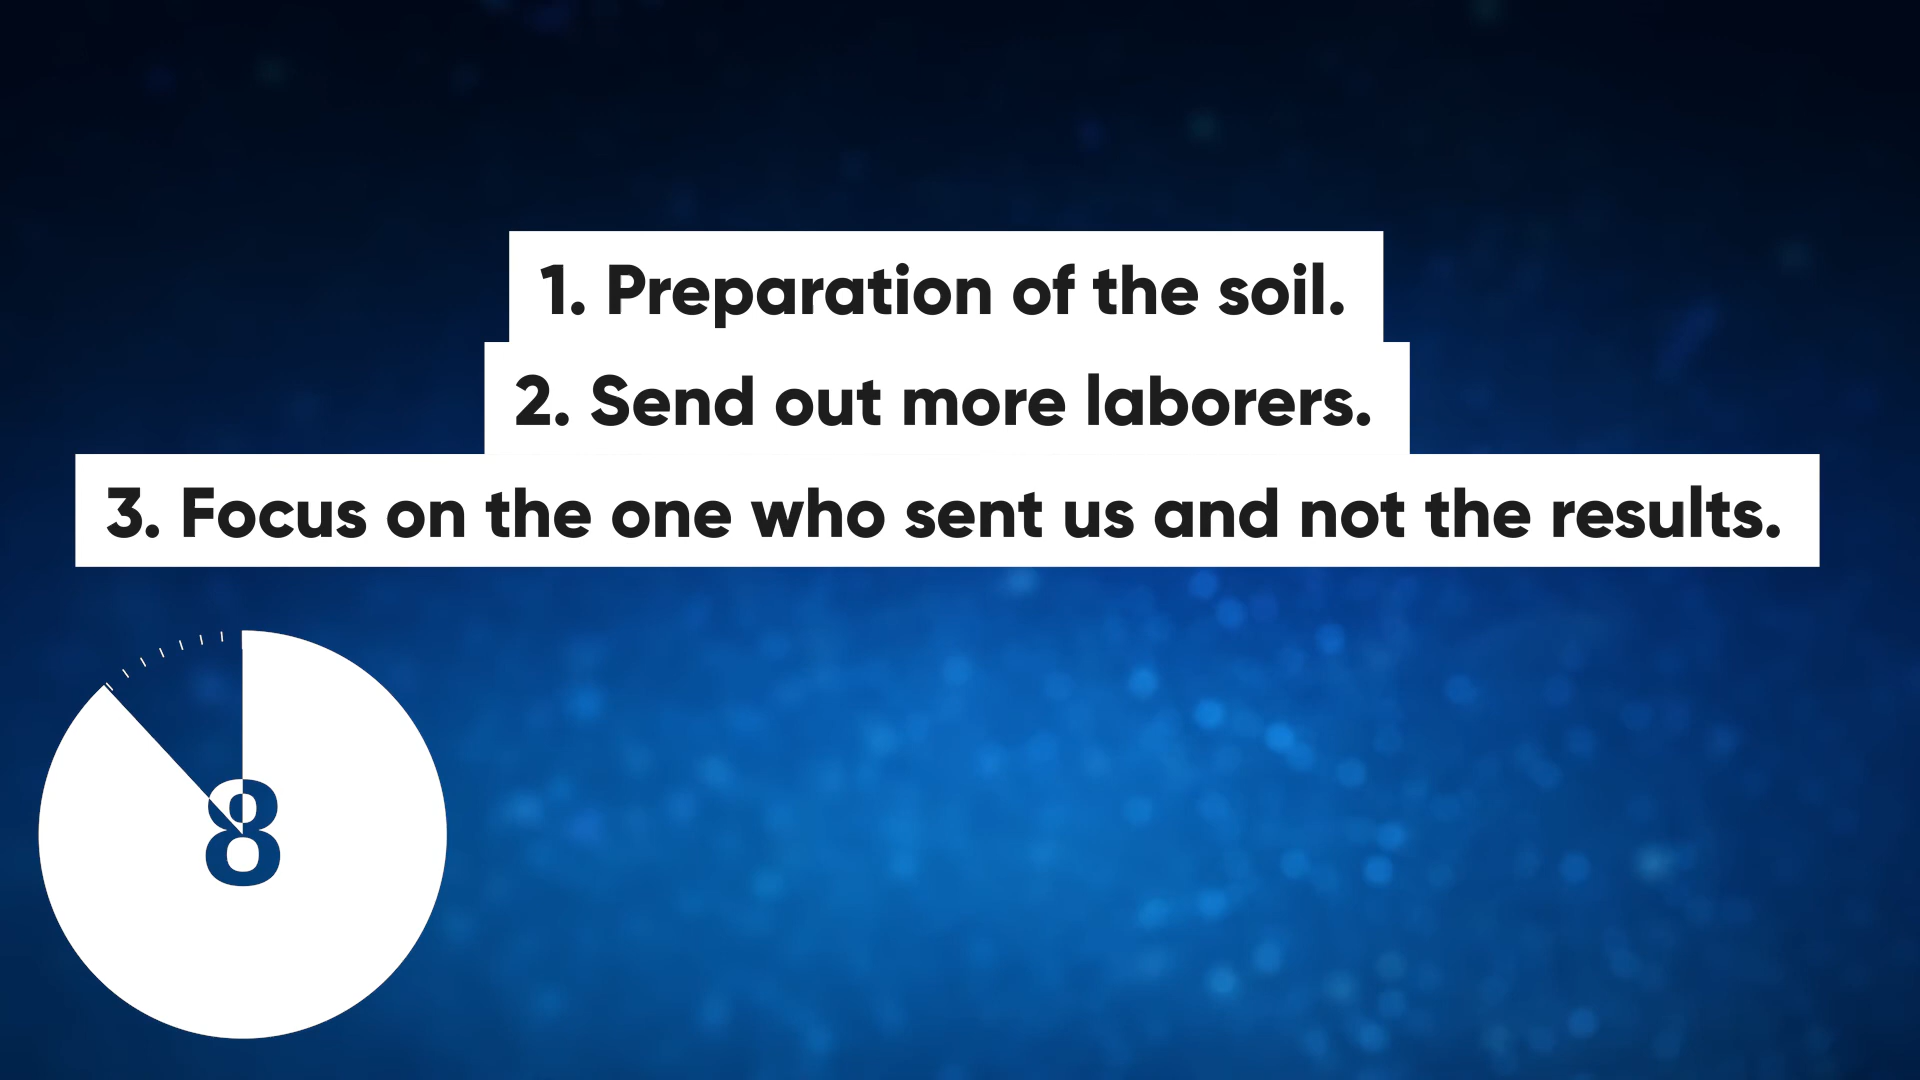 1. Preparation of the soil.
2. Send out more laborers.
3. Focus on the one who sent us and not the results.
8